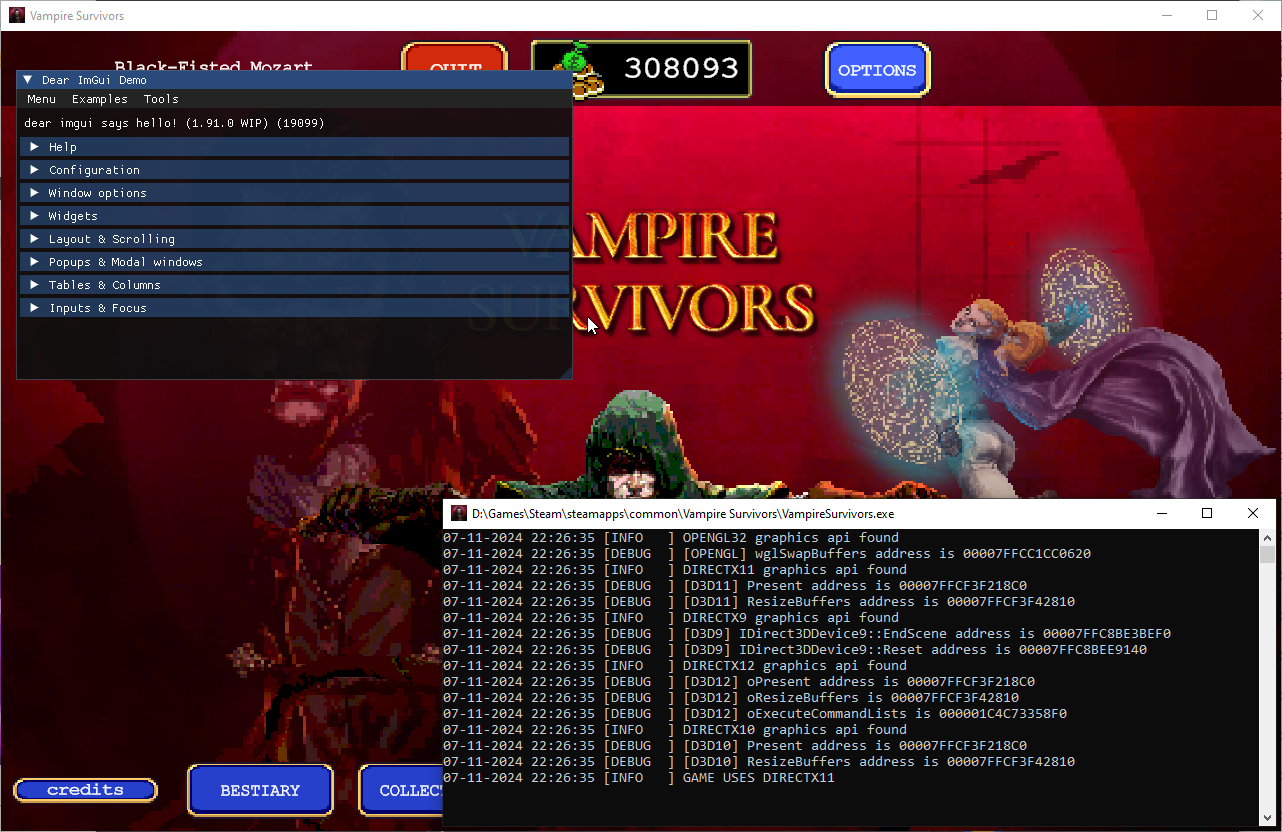 Vampire Survivors
Black-Fisted Mozart
QUIT
308093
OPTIONS
Dear ImGui Demo
Menu Examples Tools
dear imgui says hello! (1.91.0 WIP) (19099)
Help
Configuration
Window options
Widgets
Layout & Scrolling
Popups & Modal windows
Tables & Columns
Inputs & Focus
VAMPIRE
SURVIVORS
D:\Games\Steam\steamapps\common\Vampire Survivors\VampireSurvivors.exe
07-11-2024 22:26:35 [INFO   ] OPENGL32 graphics api found
07-11-2024 22:26:35 [DEBUG  ] [OPENGL] wglSwapBuffers address is 00007FFCC1CC0620
07-11-2024 22:26:35 [INFO   ] DIRECTX11 graphics api found
07-11-2024 22:26:35 [DEBUG  ] [D3D11] Present address is 00007FFCF3F218C0
07-11-2024 22:26:35 [DEBUG  ] [D3D11] ResizeBuffers address is 00007FFCF3F42810
07-11-2024 22:26:35 [INFO   ] DIRECTX9 graphics api found
07-11-2024 22:26:35 [DEBUG  ] [D3D9] IDirect3DDevice9::EndScene address is 00007FFC8BE3BEF0
07-11-2024 22:26:35 [DEBUG  ] [D3D9] IDirect3DDevice9::Reset address is 00007FFC8BEE9140
07-11-2024 22:26:35 [INFO   ] DIRECTX12 graphics api found
07-11-2024 22:26:35 [DEBUG  ] [D3D12] oPresent address is 00007FFCF3F218C0
07-11-2024 22:26:35 [DEBUG  ] [D3D12] oResizeBuffers is 00007FFCF3F42810
07-11-2024 22:26:35 [DEBUG  ] [D3D12] oExecuteCommandLists is 000001C4C73358F0
07-11-2024 22:26:35 [INFO   ] DIRECTX10 graphics api found
07-11-2024 22:26:35 [DEBUG  ] [D3D10] Present address is 00007FFCF3F218C0
07-11-2024 22:26:35 [DEBUG  ] [D3D10] ResizeBuffers address is 00007FFCF3F42810
07-11-2024 22:26:35 [INFO   ] GAME USES DIRECTX11
credits
BESTIARY
COLLEC